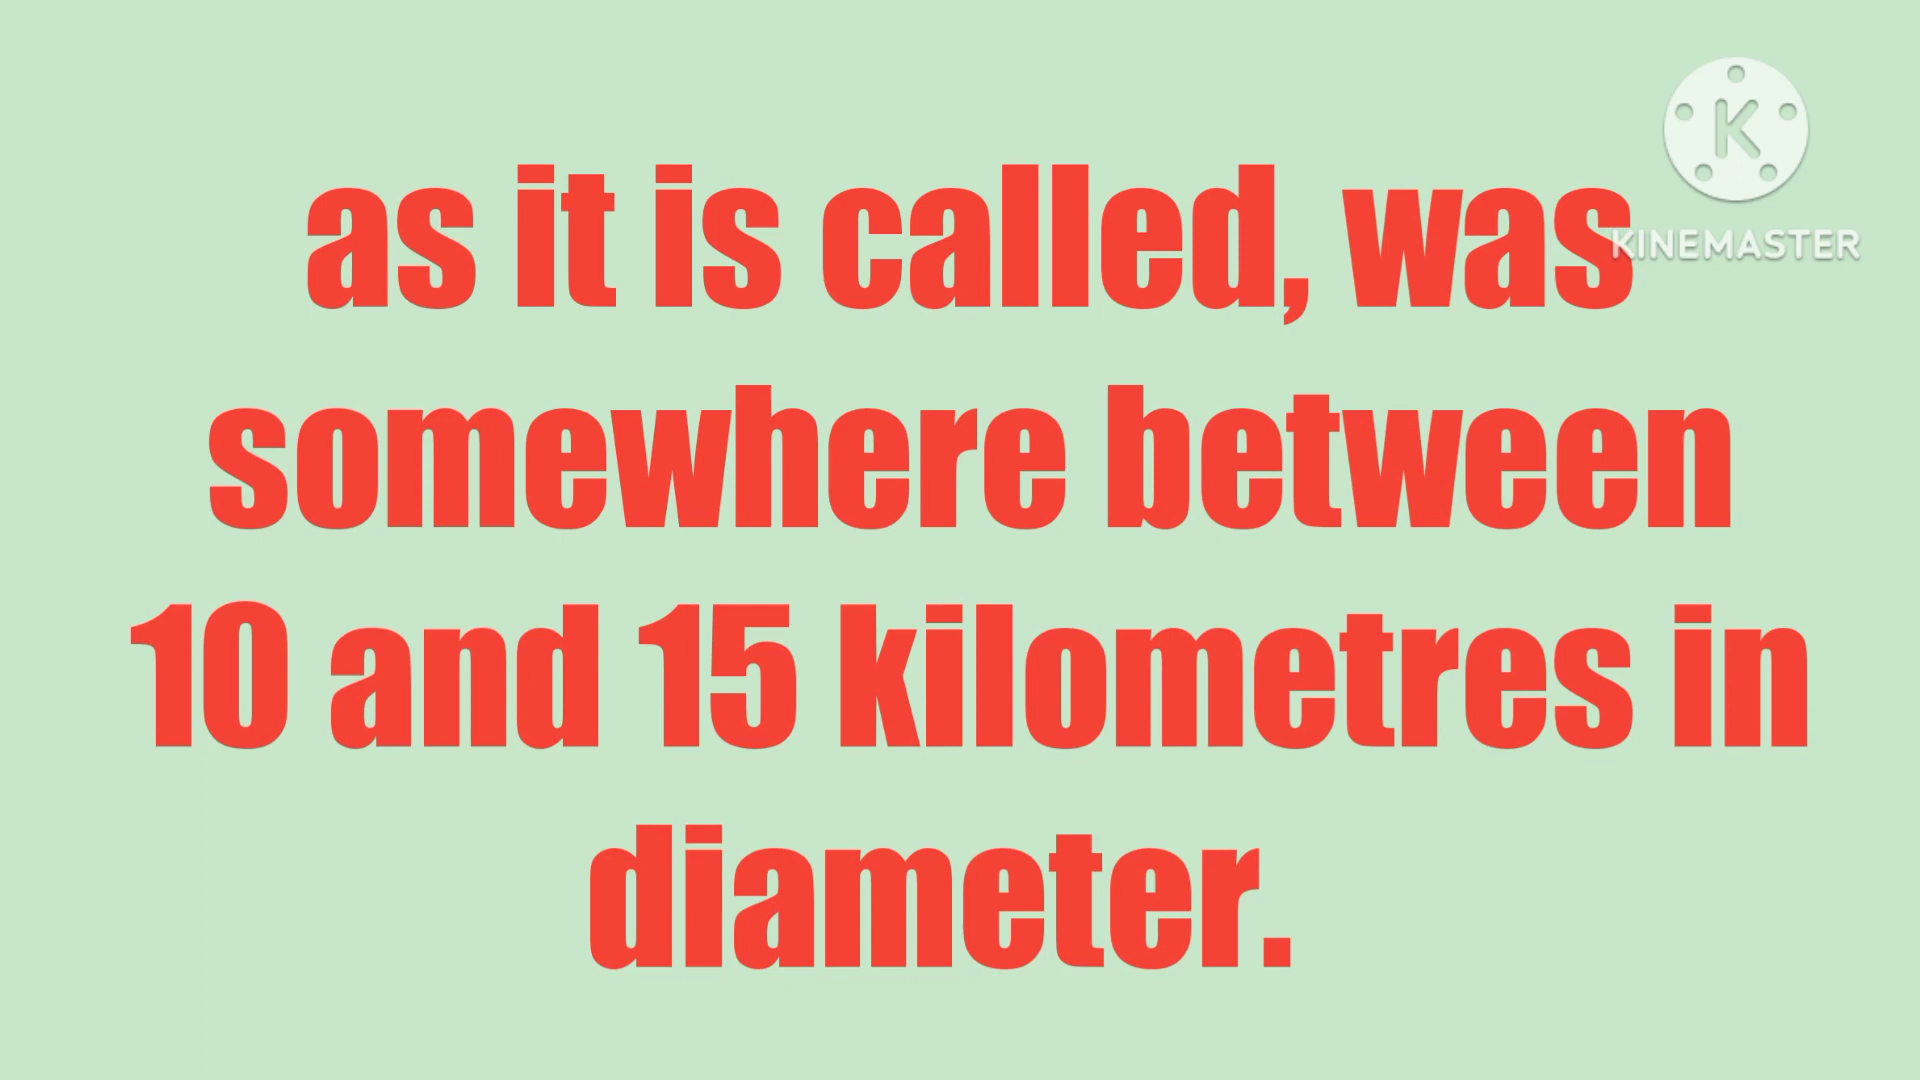 as it is called, was
somewhere between
10 and 15 kilometres in
diameter.
K
KINEMASTER